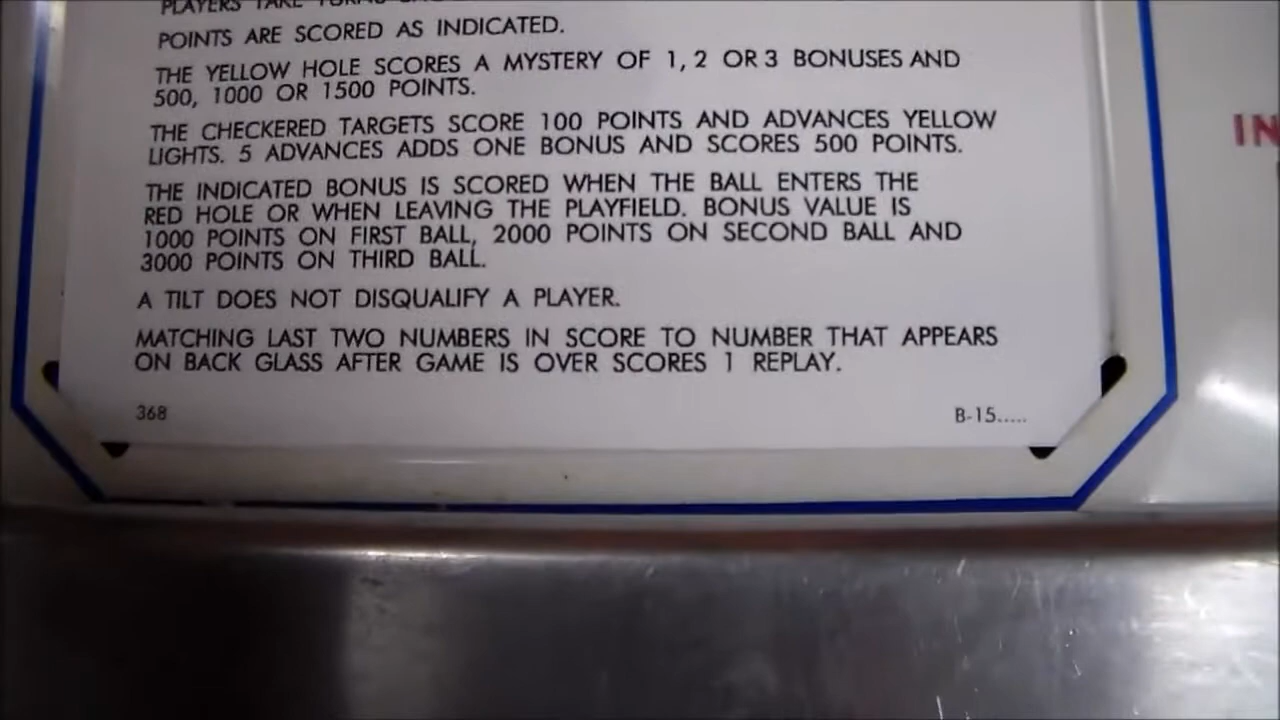 PLAYERS TAKE TURNS
POINTS ARE SCORED AS INDICATED.
THE YELLOW HOLE SCORES A MYSTERY OF 1, 2 OR 3 BONUSES AND
500, 1000 OR 1500 POINTS.
THE CHECKERED TARGETS SCORE 100 POINTS AND ADVANCES YELLOW
LIGHTS. 5 ADVANCES ADDS ONE BONUS AND SCORES 500 POINTS.
THE INDICATED BONUS IS SCORED WHEN THE BALL ENTERS THE
RED HOLE OR WHEN LEAVING THE PLAYFIELD. BONUS VALUE IS
1000 POINTS ON FIRST BALL, 2000 POINTS ON SECOND BALL AND
3000 POINTS ON THIRD BALL.
A TILT DOES NOT DISQUALIFY A PLAYER.
MATCHING LAST TWO NUMBERS IN SCORE TO NUMBER THAT APPEARS
ON BACK GLASS AFTER GAME IS OVER SCORES 1 REPLAY.
368 B-15.....
IN